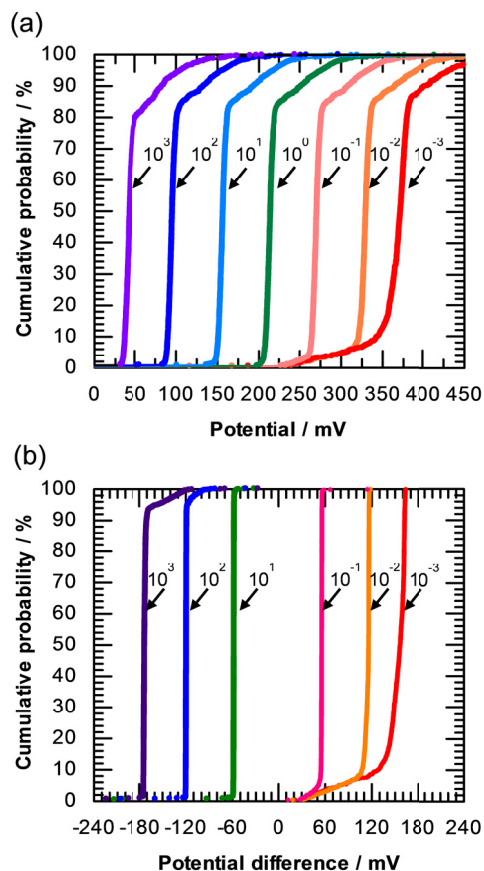 (a)
Cumulative probability / %
100
90
80
70
60
50
40
30
20
10
0
10³ 10² 10¹ 10⁰ 10⁻¹ 10⁻² 10⁻³
0 50 100 150 200 250 300 350 400 450
Potential / mV
(b)
Cumulative probability / %
100
90
80
70
60
50
40
30
20
10
0
10³ 10² 10¹ 10⁻¹ 10⁻² 10⁻³
-240 -180 -120 -60 0 60 120 180 240
Potential difference / mV